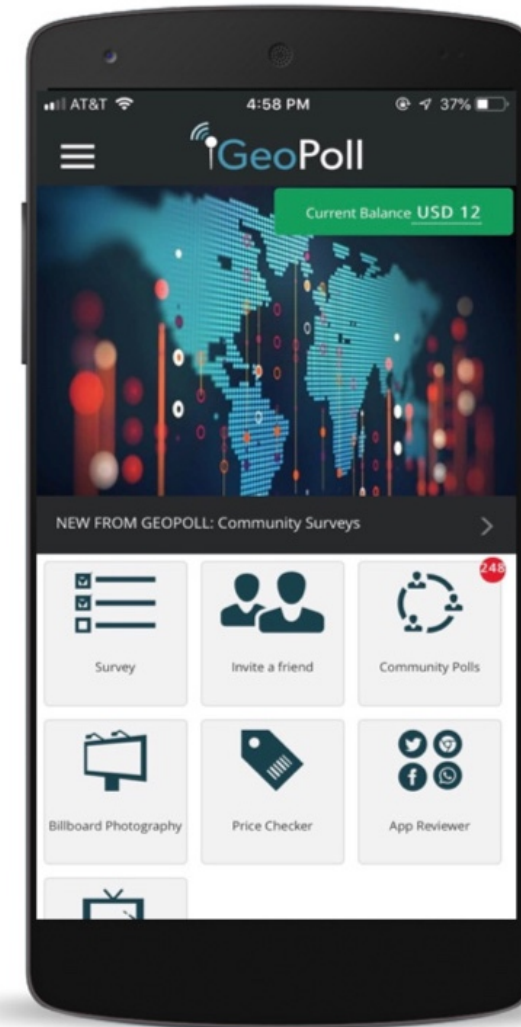 AT&T 4:58 PM 37%
GeoPoll
Current Balance USD 12
NEW FROM GEOPOLL: Community Surveys
248
Survey Invite a friend Community Polls
Billboard Photography Price Checker App Reviewer